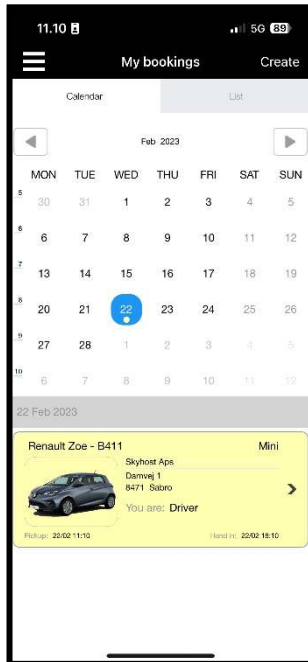 11.10 5G 89
My bookings Create
Calendar List
Feb 2023
MON TUE WED THU FRI SAT SUN
5 30 31 1 2 3 4 5
6 6 7 8 9 10 11 12
7 13 14 15 16 17 18 19
8 20 21 22 23 24 25 26
9 27 28 1 2 3 4 5
10 6 7 8 9 10 11 12
22 Feb 2023
Renault Zoe - B411 Mini
Skyhost Aps
Damvej 1
8471 Sabro
You are: Driver
Pickup: 22/02 11:10 Hand in: 22/02 18:10